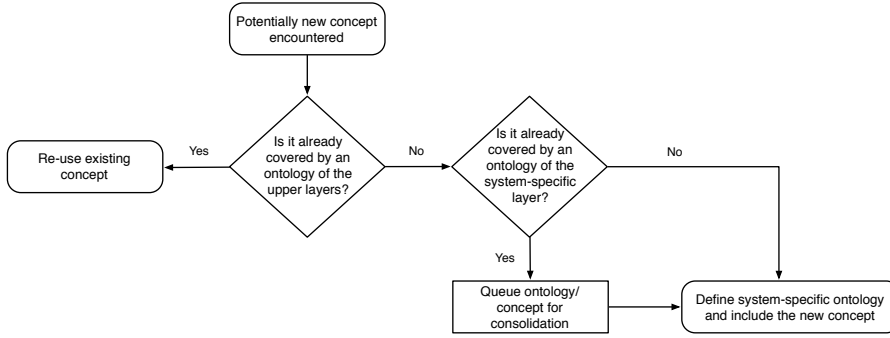 Potentially new concept
encountered
Is it already
covered by an
ontology of the
upper layers?
Yes
Re-use existing
concept
No
Is it already
covered by an
ontology of the
system-specific
layer?
No
Yes
Queue ontology/
concept for
consolidation
Define system-specific ontology
and include the new concept